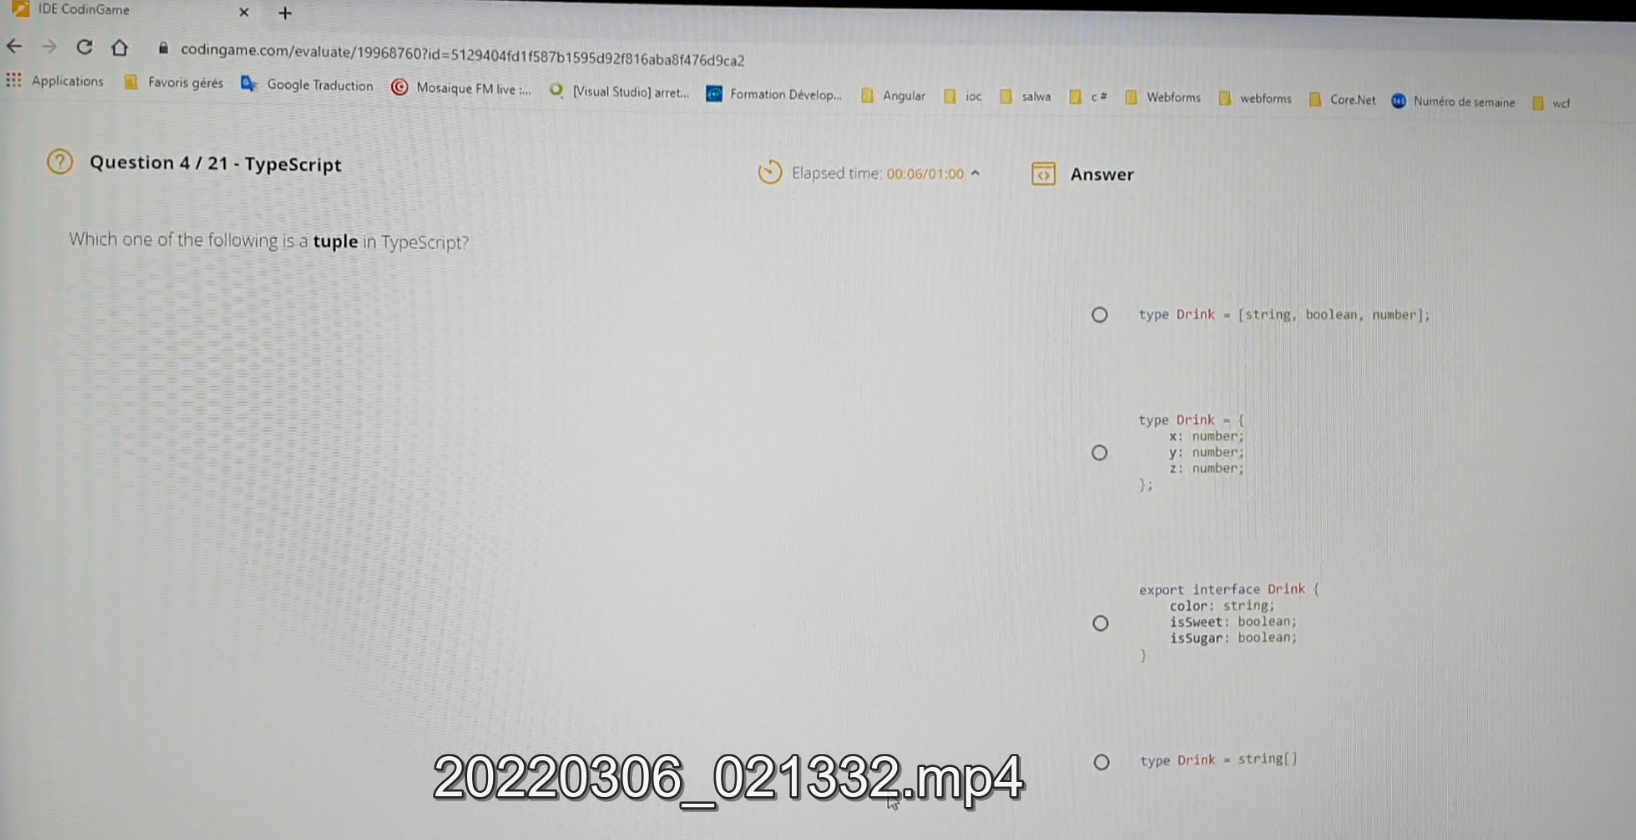 IDE CodinGame
codingame.com/evaluate/19968760?id=5129404fd1f587b1595d92f816aba8f476d9ca2
Applications Favoris gérés Google Traduction Mosaique FM live :... [Visual Studio] arret... Formation Dévelop... Angular ioc salwa c# Webforms webforms Core.Net Numéro de semaine wcf
Question 4 / 21 - TypeScript
Elapsed time: 00:06/01:00
Answer
Which one of the following is a tuple in TypeScript?
type Drink = [string, boolean, number];
type Drink = {
x: number;
y: number;
z: number;
};
export interface Drink {
color: string;
isSweet: boolean;
isSugar: boolean;
}
type Drink = string[]
20220306_021332.mp4